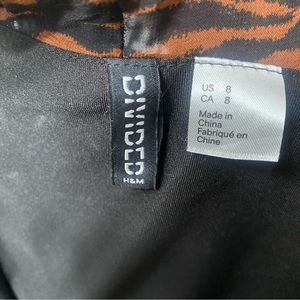 DIVIDED
H&M
US 8
CA 8
Made in
China
Fabriqué en
Chine